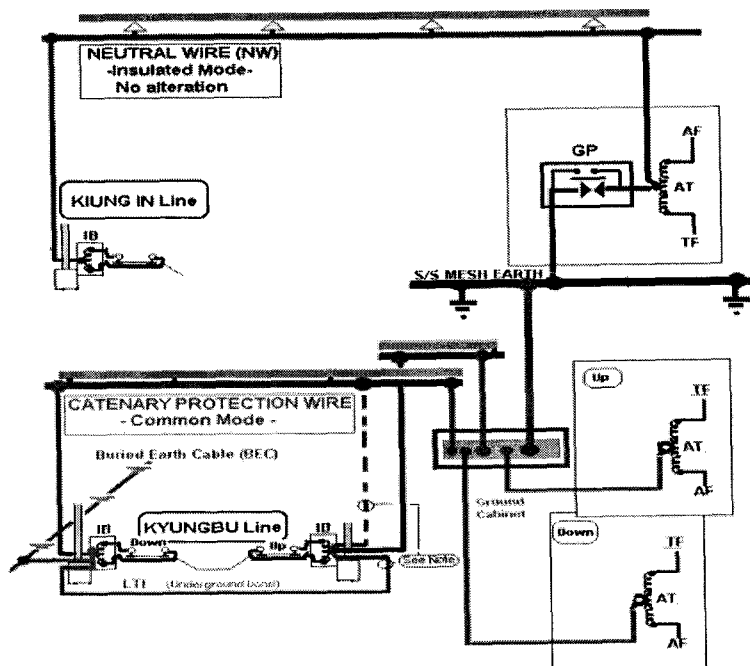 NEUTRAL WIRE (NW)
-Insulated Mode-
No alteration
AF
GP
AT
TF
KIUNG IN Line
IB
S/S MESH EARTH
CATENARY PROTECTION WIRE
- Common Mode -
Buried Earth Cable (BEC)
KYUNGBU Line
IB
Down
Up
IB
See Note
LTI
(Underground bond)
Ground
Cabinet
Up
TF
AT
AF
Down
TF
AT
AF